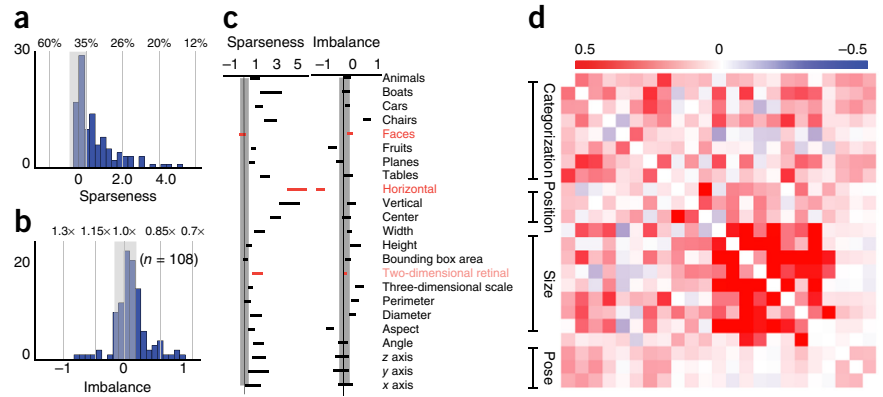 a
60% 35% 26% 20% 12%
30
0
0 2.0 4.0
Sparseness
b
1.3× 1.15× 1.0× 0.85× 0.7×
20
(n = 108)
0
−1 0 1
Imbalance
c
Sparseness Imbalance
−1 1 3 5 −1 0 1
Animals
Boats
Cars
Chairs
Faces
Fruits
Planes
Tables
Horizontal
Vertical
Center
Width
Height
Bounding box area
Two-dimensional retinal
Three-dimensional scale
Perimeter
Diameter
Aspect
Angle
z axis
y axis
x axis
d
0.5 0 −0.5
Categorization
Position
Size
Pose